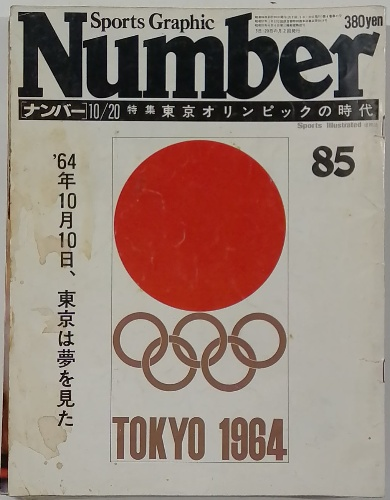 Sports Graphic
Number
380yen
[ナンバー] 10/20 特集 東京オリンピックの時代
Sports Illustrated
85
'64年10月10日、東京は夢を見た
TOKYO 1964